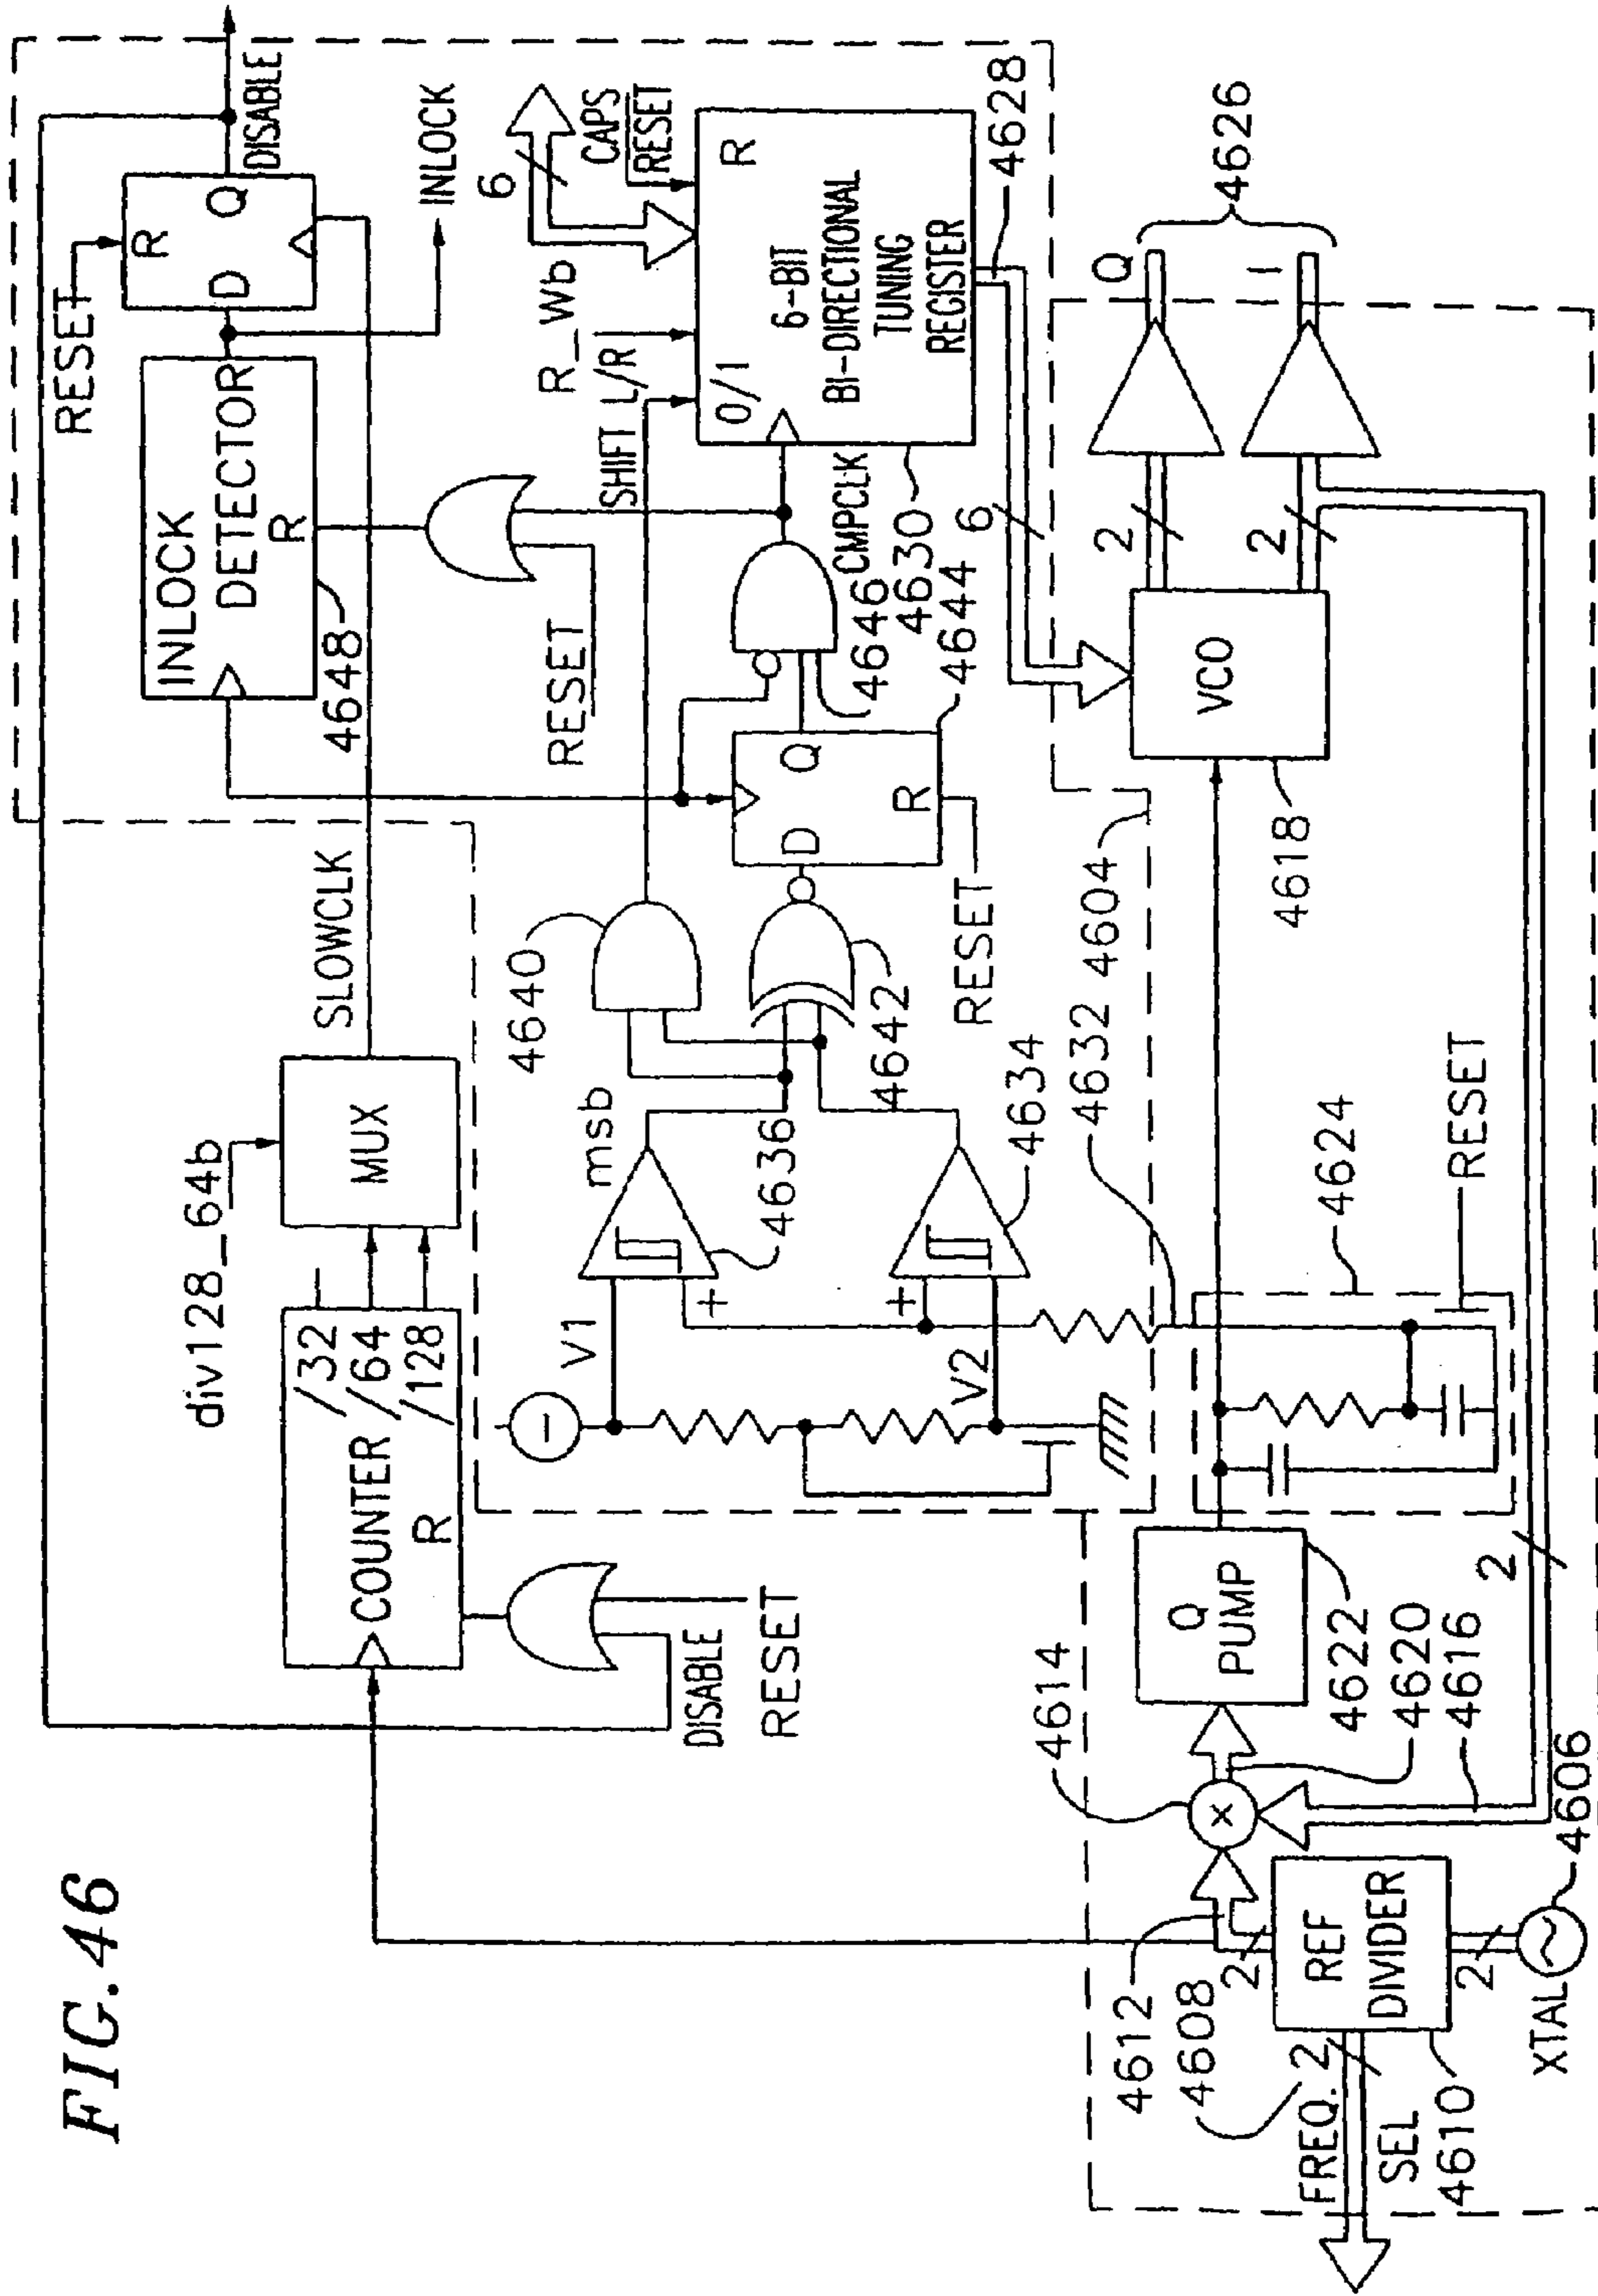 FIG.46
RESET
R
D
Q
DISABLE
INLOCK
DETECTOR
R
4648
INLOCK
6
CAPS
RESET
R_Wb
SHIFT L/R
0/1
R
6-BIT
BI-DIRECTIONAL
TUNING
REGISTER
4628
CMPCLK
4646
4630
4644
6
RESET
D
Q
R
RESET
SLOWCLK
div128_64b
MUX
/32
/64
/128
COUNTER
R
DISABLE
RESET
4640
4642
msb
4636
4634
4632
4604
V1
V2
+
+
4624
RESET
VCO
4618
2
2
Q
I
4626
Q
PUMP
4622
4620
4616
4614
4612
4608
2
2
REF
DIVIDER
2
FREQ.
SEL
2
4610
XTAL
4606